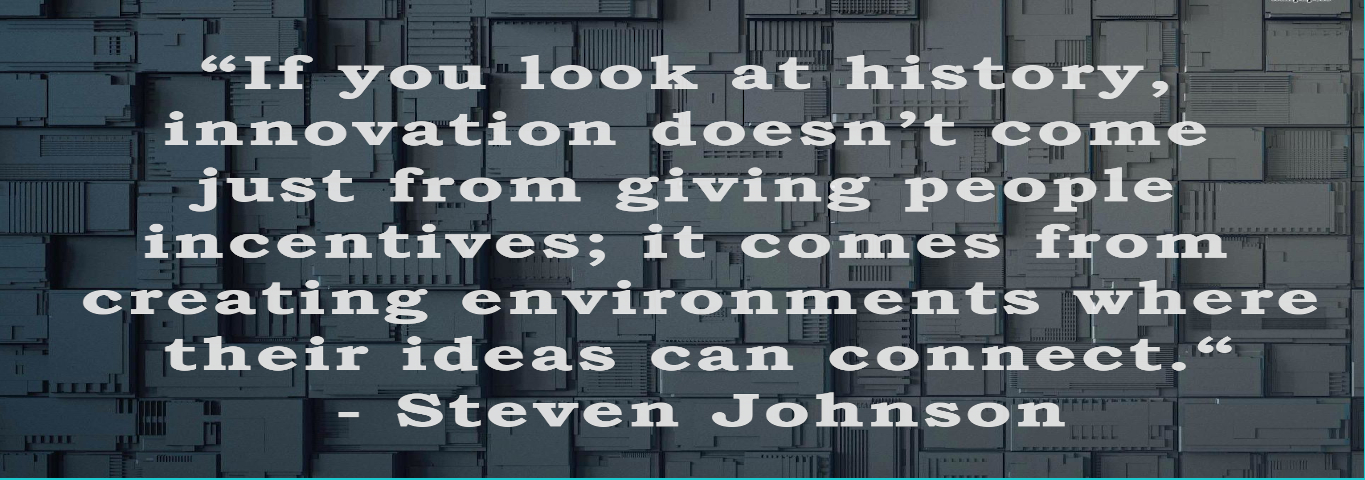 “If you look at history,
innovation doesn’t come
just from giving people
incentives; it comes from
creating environments where
their ideas can connect.“
- Steven Johnson